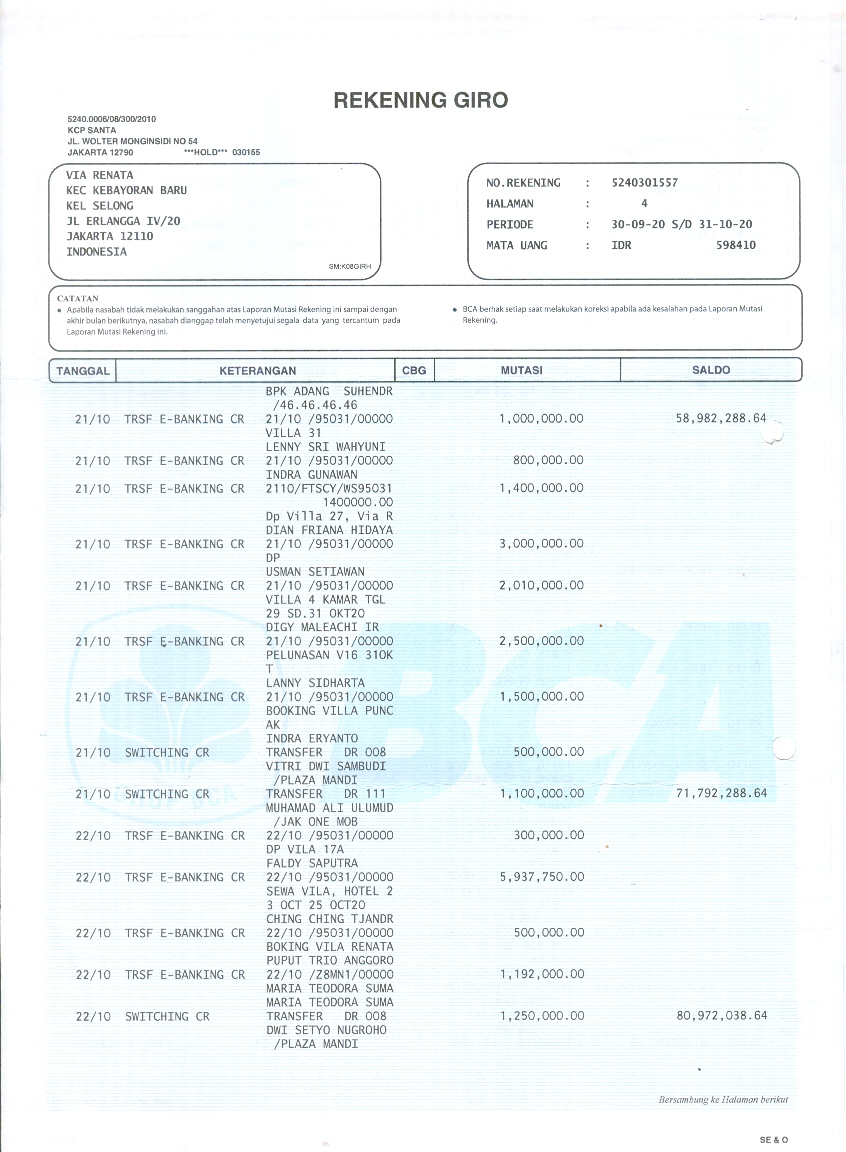 REKENING GIRO
5240.0006/08/300/2010
KCP SANTA
JL. WOLTER MONGINSIDI NO 54
JAKARTA 12790 ***HOLD*** 030155
VIA RENATA
KEC KEBAYORAN BARU
KEL SELONG
JL ERLANGGA IV/20
JAKARTA 12110
INDONESIA
SM:K08GIRH
NO.REKENING : 5240301557
HALAMAN : 4
PERIODE : 30-09-20 S/D 31-10-20
MATA UANG : IDR 598410
CATATAN
• Apabila nasabah tidak melakukan sanggahan atas Laporan Mutasi Rekening ini sampai dengan
akhir bulan berikutnya, nasabah dianggap telah menyetujui segala data yang tercantum pada
Laporan Mutasi Rekening ini.
• BCA berhak setiap saat melakukan koreksi apabila ada kesalahan pada Laporan Mutasi
Rekening.
TANGGAL KETERANGAN CBG MUTASI SALDO
BPK ADANG SUHENDR
/46.46.46.46
21/10 TRSF E-BANKING CR 21/10 /95031/00000 1,000,000.00 58,982,288.64
VILLA 31
LENNY SRI WAHYUNI
21/10 TRSF E-BANKING CR 21/10 /95031/00000 800,000.00
INDRA GUNAWAN
21/10 TRSF E-BANKING CR 2110/FTSCY/WS95031 1,400,000.00
1400000.00
Dp Villa 27, Via R
DIAN FRIANA HIDAYA
21/10 TRSF E-BANKING CR 21/10 /95031/00000 3,000,000.00
DP
USMAN SETIAWAN
21/10 TRSF E-BANKING CR 21/10 /95031/00000 2,010,000.00
VILLA 4 KAMAR TGL
29 SD.31 OKT20
DIGY MALEACHI IR
21/10 TRSF E-BANKING CR 21/10 /95031/00000 2,500,000.00
PELUNASAN V16 31OK
T
LANNY SIDHARTA
21/10 TRSF E-BANKING CR 21/10 /95031/00000 1,500,000.00
BOOKING VILLA PUNC
AK
INDRA ERYANTO
21/10 SWITCHING CR TRANSFER DR 008 500,000.00
VITRI DWI SAMBUDI
/PLAZA MANDI
21/10 SWITCHING CR TRANSFER DR 111 1,100,000.00 71,792,288.64
MUHAMAD ALI ULUMUD
/JAK ONE MOB
22/10 TRSF E-BANKING CR 22/10 /95031/00000 300,000.00
DP VILA 17A
FALDY SAPUTRA
22/10 TRSF E-BANKING CR 22/10 /95031/00000 5,937,750.00
SEWA VILA, HOTEL 2
3 OCT 25 OCT20
CHING CHING TJANDR
22/10 TRSF E-BANKING CR 22/10 /95031/00000 500,000.00
BOKING VILA RENATA
PUPUT TRIO ANGGORO
22/10 TRSF E-BANKING CR 22/10 /Z8MN1/00000 1,192,000.00
MARIA TEODORA SUMA
MARIA TEODORA SUMA
22/10 SWITCHING CR TRANSFER DR 008 1,250,000.00 80,972,038.64
DWI SETYO NUGROHO
/PLAZA MANDI
BCA
Bersambung ke Halaman berikut
SE & O